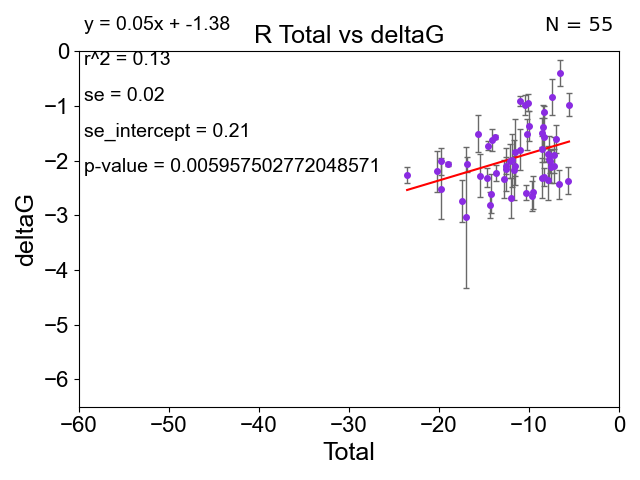 y = 0.05x + -1.38
R Total vs deltaG
N = 55
r^2 = 0.13
se = 0.02
se_intercept = 0.21
p-value = 0.005957502772048571
0
−1
−2
−3
−4
−5
−6
deltaG
−60
−50
−40
−30
−20
−10
0
Total